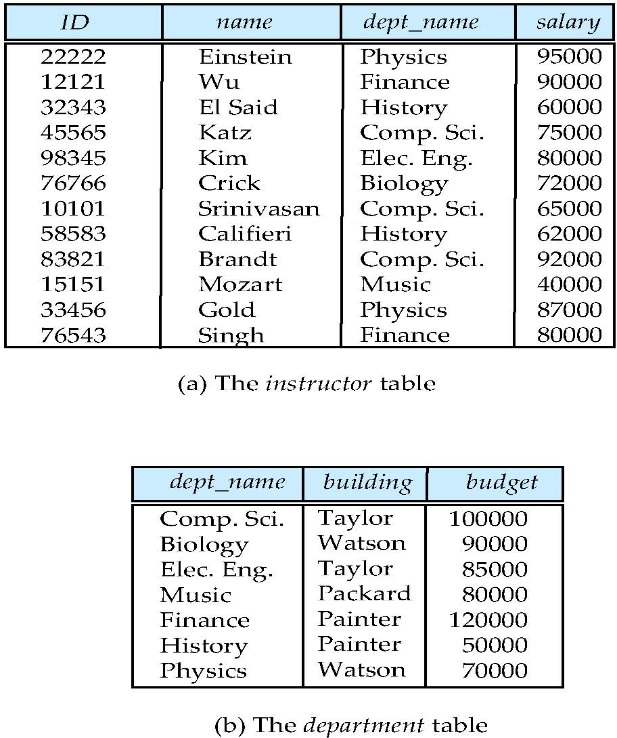 ID name dept_name salary
22222 Einstein Physics 95000
12121 Wu Finance 90000
32343 El Said History 60000
45565 Katz Comp. Sci. 75000
98345 Kim Elec. Eng. 80000
76766 Crick Biology 72000
10101 Srinivasan Comp. Sci. 65000
58583 Califieri History 62000
83821 Brandt Comp. Sci. 92000
15151 Mozart Music 40000
33456 Gold Physics 87000
76543 Singh Finance 80000
(a) The instructor table
dept_name building budget
Comp. Sci. Taylor 100000
Biology Watson 90000
Elec. Eng. Taylor 85000
Music Packard 80000
Finance Painter 120000
History Painter 50000
Physics Watson 70000
(b) The department table